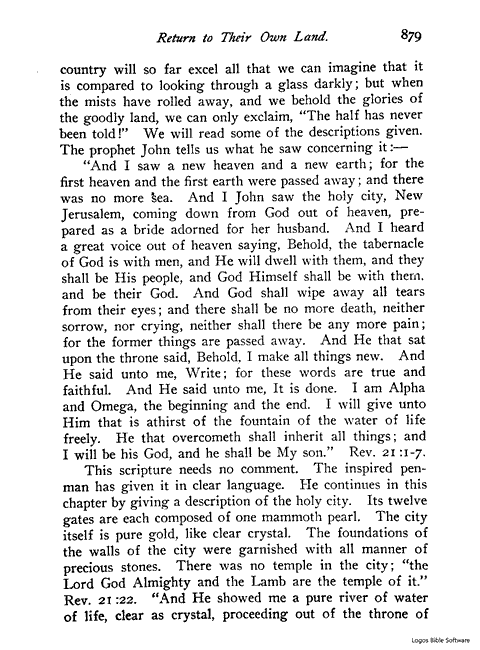 Return to Their Own Land. 879
country will so far excel all that we can imagine that it
is compared to looking through a glass darkly; but when
the mists have rolled away, and we behold the glories of
the goodly land, we can only exclaim, "The half has never
been told!" We will read some of the descriptions given.
The prophet John tells us what he saw concerning it:—
"And I saw a new heaven and a new earth; for the
first heaven and the first earth were passed away; and there
was no more sea. And I John saw the holy city, New
Jerusalem, coming down from God out of heaven, pre-
pared as a bride adorned for her husband. And I heard
a great voice out of heaven saying, Behold, the tabernacle
of God is with men, and He will dwell with them, and they
shall be His people, and God Himself shall be with them,
and be their God. And God shall wipe away all tears
from their eyes; and there shall be no more death, neither
sorrow, nor crying, neither shall there be any more pain;
for the former things are passed away. And He that sat
upon the throne said, Behold, I make all things new. And
He said unto me, Write; for these words are true and
faithful. And He said unto me, It is done. I am Alpha
and Omega, the beginning and the end. I will give unto
Him that is athirst of the fountain of the water of life
freely. He that overcometh shall inherit all things; and
I will be his God, and he shall be My son." Rev. 21:1-7.
This scripture needs no comment. The inspired pen-
man has given it in clear language. He continues in this
chapter by giving a description of the holy city. Its twelve
gates are each composed of one mammoth pearl. The city
itself is pure gold, like clear crystal. The foundations of
the walls of the city were garnished with all manner of
precious stones. There was no temple in the city; "the
Lord God Almighty and the Lamb are the temple of it."
Rev. 21:22. "And He showed me a pure river of water
of life, clear as crystal, proceeding out of the throne of
Logos Bible Software